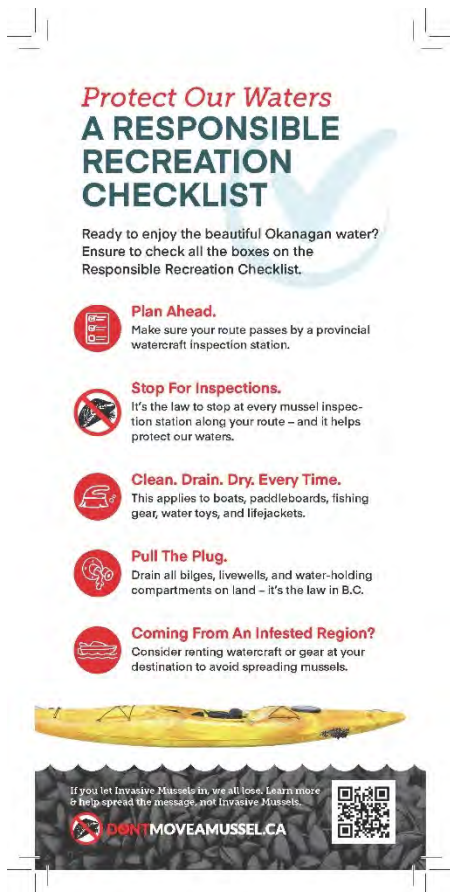 Protect Our Waters
A RESPONSIBLE
RECREATION
CHECKLIST
Ready to enjoy the beautiful Okanagan water?
Ensure to check all the boxes on the
Responsible Recreation Checklist.
Plan Ahead.
Make sure your route passes by a provincial
watercraft inspection station.
Stop For Inspections.
It's the law to stop at every mussel inspec-
tion station along your route – and it helps
protect our waters.
Clean. Drain. Dry. Every Time.
This applies to boats, paddleboards, fishing
gear, water toys, and lifejackets.
Pull The Plug.
Drain all bilges, livewells, and water-holding
compartments on land – it's the law in B.C.
Coming From An Infested Region?
Consider renting watercraft or gear at your
destination to avoid spreading mussels.
If you let Invasive Mussels in, we all lose. Learn more
& help spread the message, not Invasive Mussels.
DONTMOVEAMUSSEL.CA